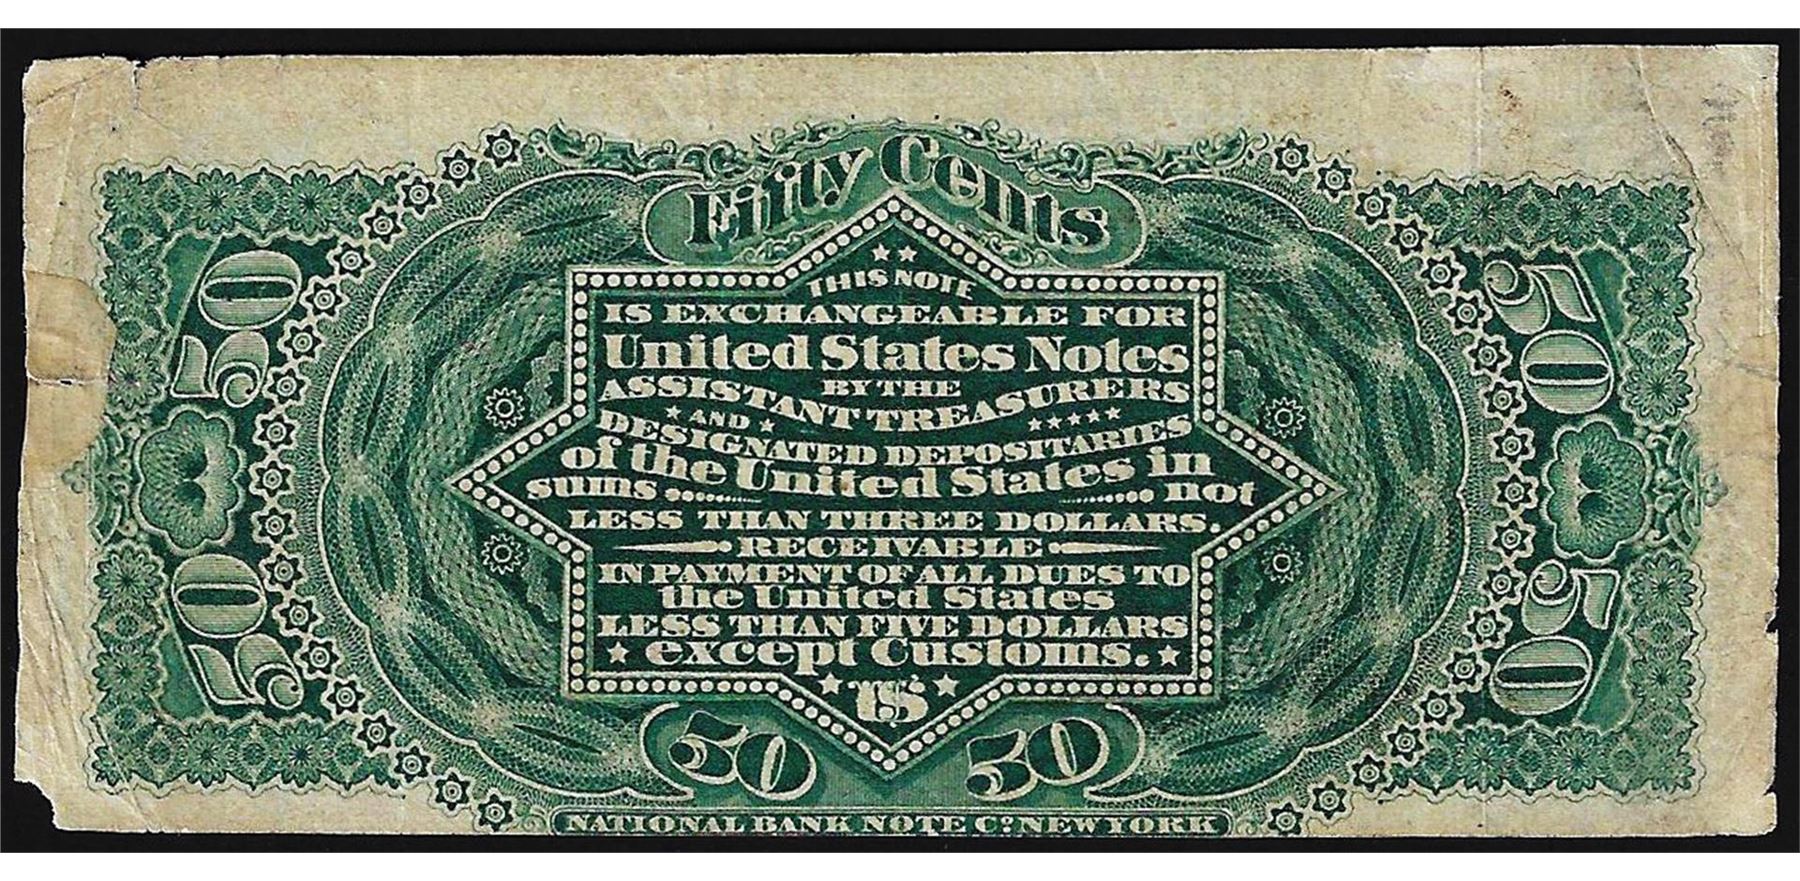 Fifty Cents
50
50
50
50
THIS NOTE
IS EXCHANGEABLE FOR
United States Notes
BY THE
ASSISTANT TREASURERS
AND
DESIGNATED DEPOSITARIES
of the United States in
sums .......... not
LESS THAN THREE DOLLARS.
RECEIVABLE
IN PAYMENT OF ALL DUES TO
the United States
LESS THAN FIVE DOLLARS
except Customs.
US
50 50
NATIONAL BANK NOTE CO. NEW YORK